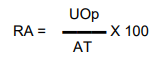 UOp
RA = X 100
AT